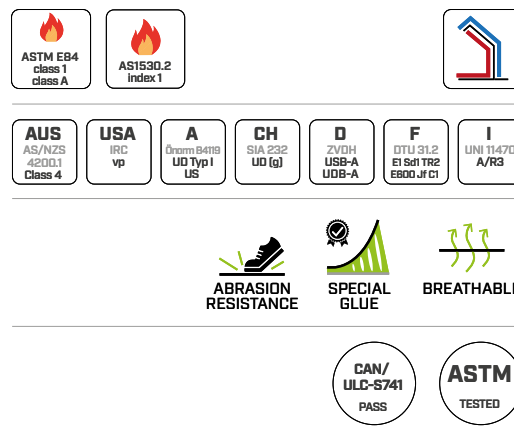 ASTM E84
class 1
class A
AS1530.2
index 1
AUS
AS/NZS
4200.1
Class 4
USA
IRC
vp
A
Önorm B4119
UD Typ I
US
CH
SIA 232
UD (g)
D
ZVDH
USB-A
UDB-A
F
DTU 31.2
E1 Sd1 TR2
E600 Jf C1
I
UNI 11470
A/R3
ABRASION
RESISTANCE
SPECIAL
GLUE
BREATHABLE
CAN/
ULC-S741
PASS
ASTM
TESTED